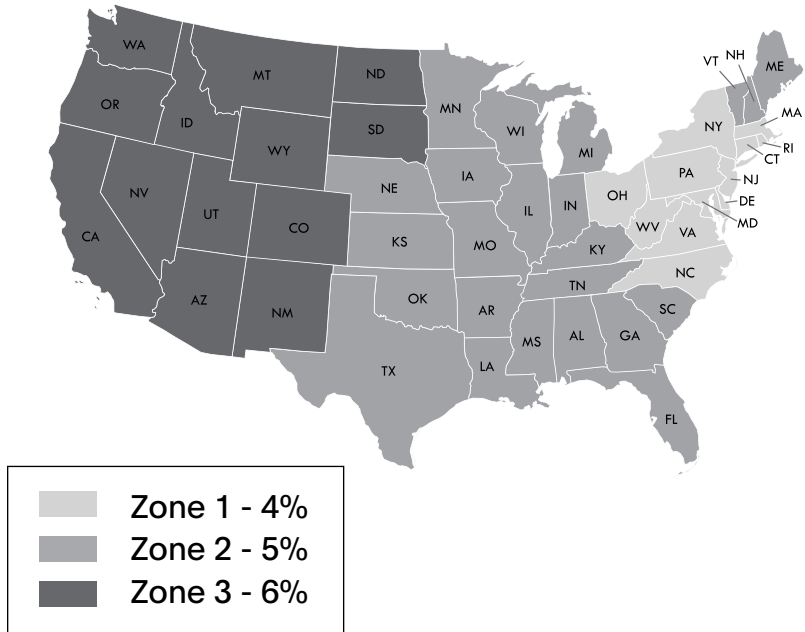 WA
MT
ND
MN
OR
ID
SD
WY
WI
MI
NY
VT
NH
ME
MA
RI
CT
NJ
DE
MD
PA
NV
UT
CO
NE
IA
IL
IN
OH
WV
VA
CA
KS
MO
KY
NC
AZ
NM
OK
AR
TN
SC
TX
LA
MS
AL
GA
FL
Zone 1 - 4%
Zone 2 - 5%
Zone 3 - 6%